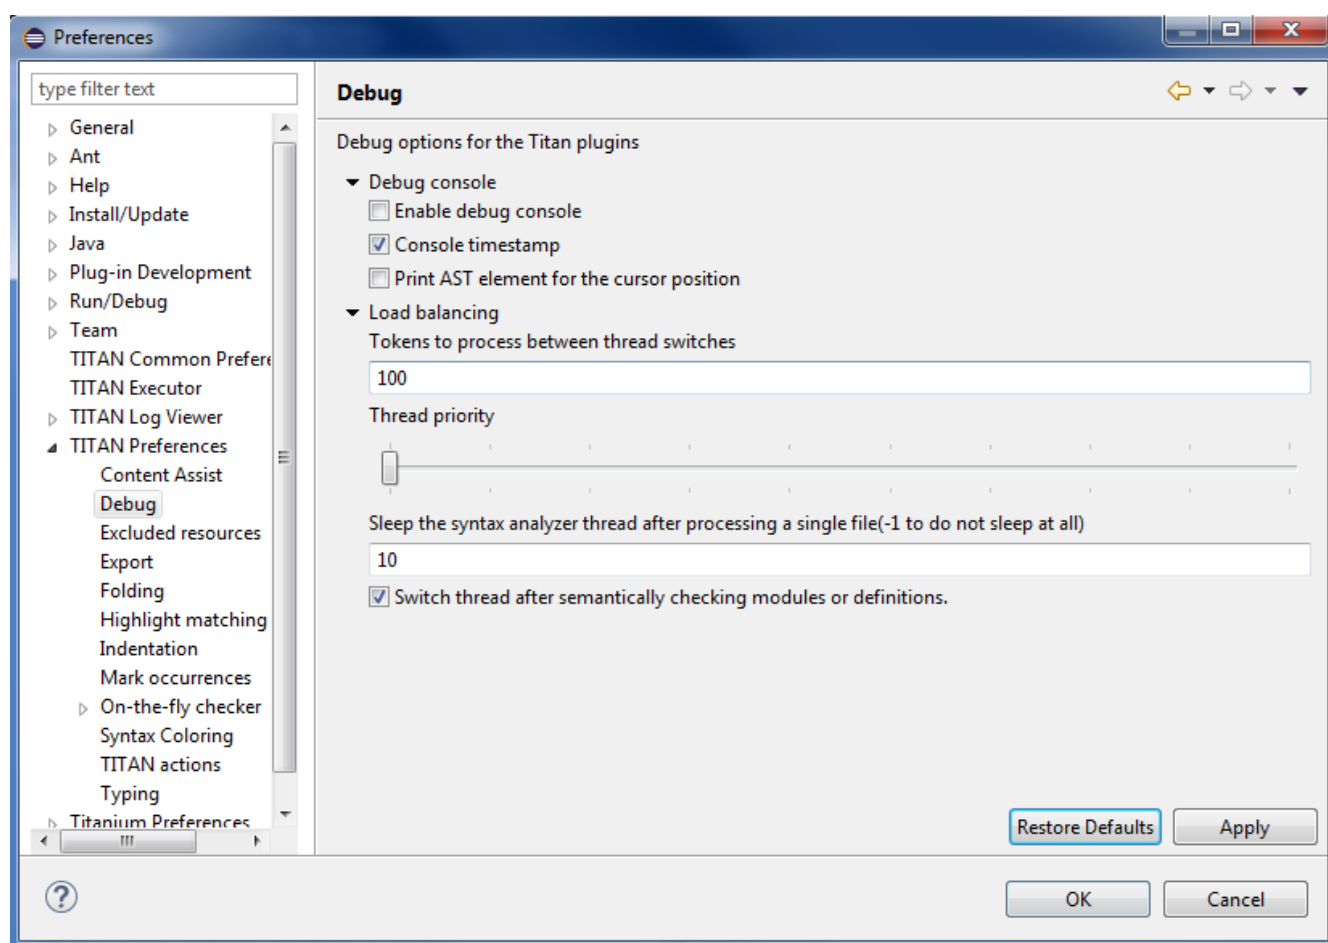 Preferences
type filter text
General
Ant
Help
Install/Update
Java
Plug-in Development
Run/Debug
Team
TITAN Common Prefere
TITAN Executor
TITAN Log Viewer
TITAN Preferences
Content Assist
Debug
Excluded resources
Export
Folding
Highlight matching
Indentation
Mark occurrences
On-the-fly checker
Syntax Coloring
TITAN actions
Typing
Titanium Preferences
Debug
Debug options for the Titan plugins
Debug console
Enable debug console
Console timestamp
Print AST element for the cursor position
Load balancing
Tokens to process between thread switches
100
Thread priority
Sleep the syntax analyzer thread after processing a single file(-1 to do not sleep at all)
10
Switch thread after semantically checking modules or definitions.
Restore Defaults
Apply
OK
Cancel